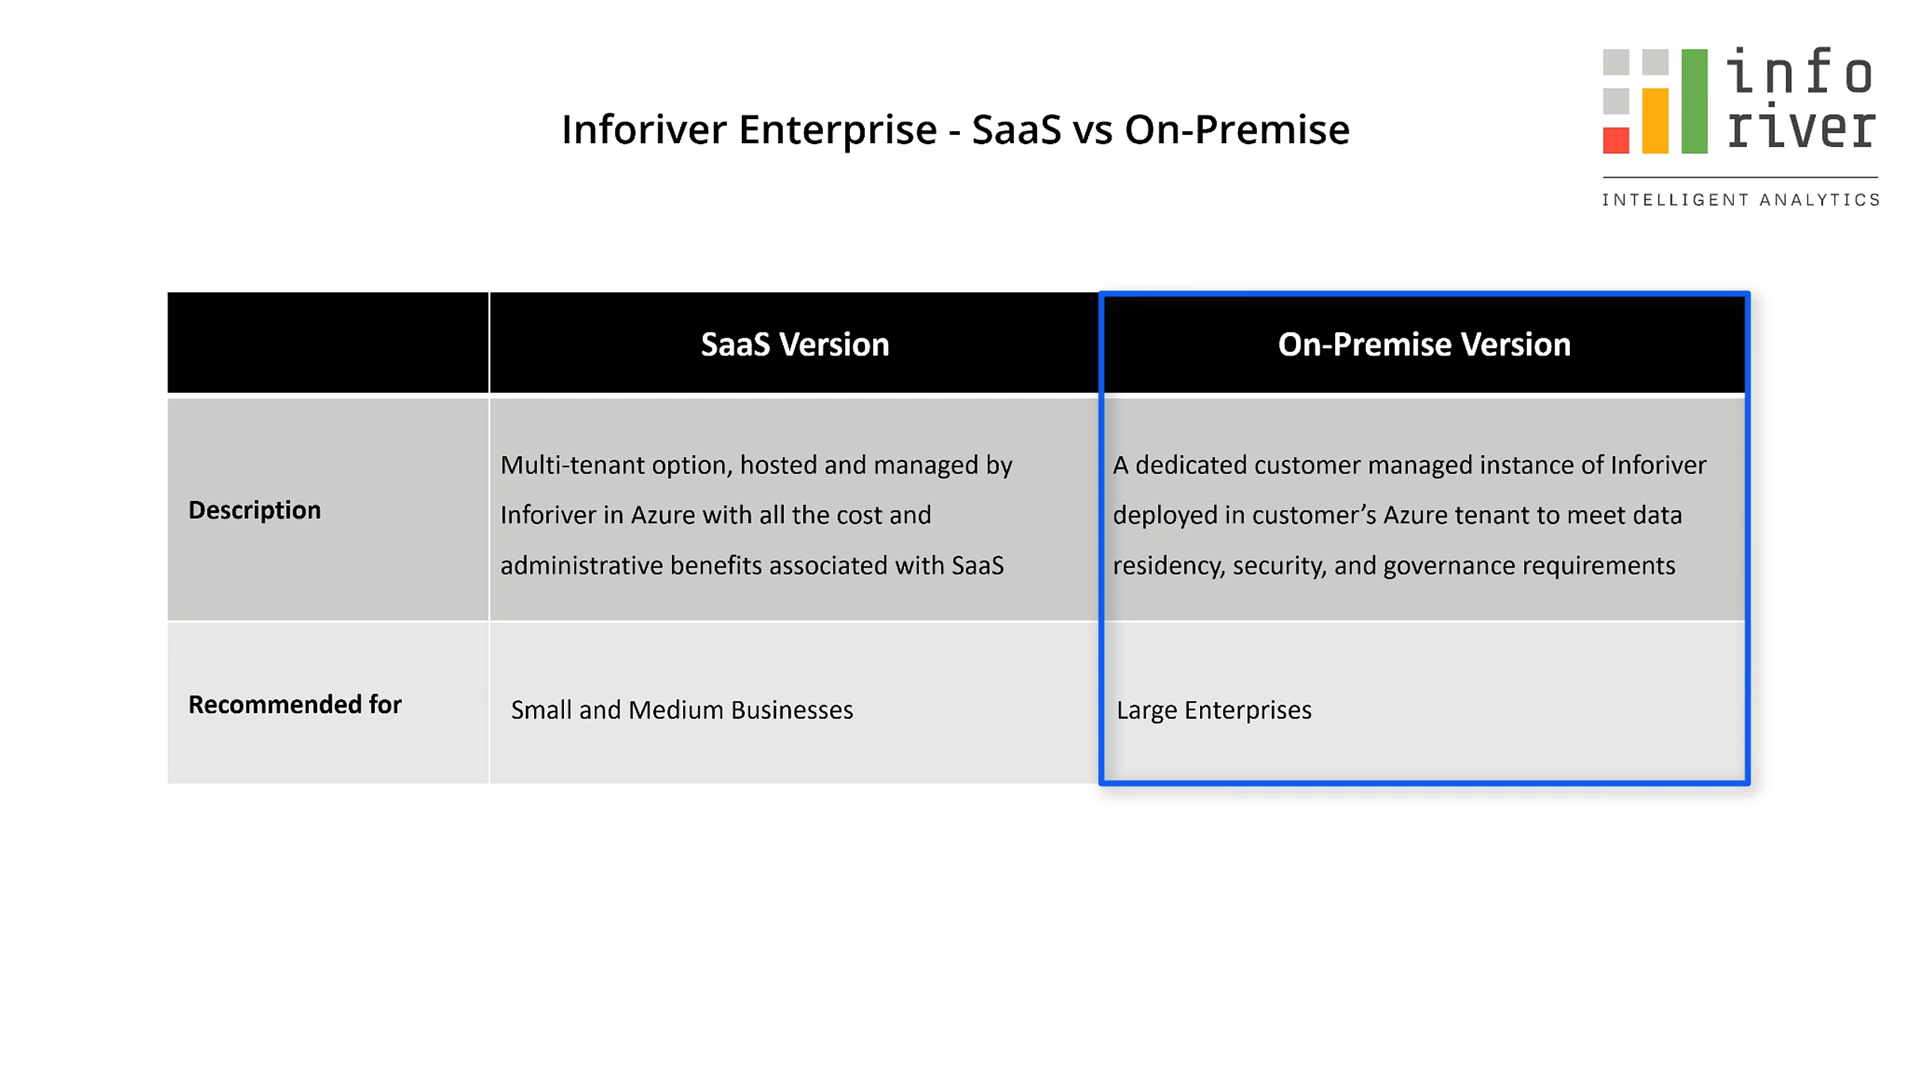 info
river
INTELLIGENT ANALYTICS
Inforiver Enterprise - SaaS vs On-Premise
SaaS Version
On-Premise Version
Description
Multi-tenant option, hosted and managed by
Inforiver in Azure with all the cost and
administrative benefits associated with SaaS
A dedicated customer managed instance of Inforiver
deployed in customer’s Azure tenant to meet data
residency, security, and governance requirements
Recommended for
Small and Medium Businesses
Large Enterprises